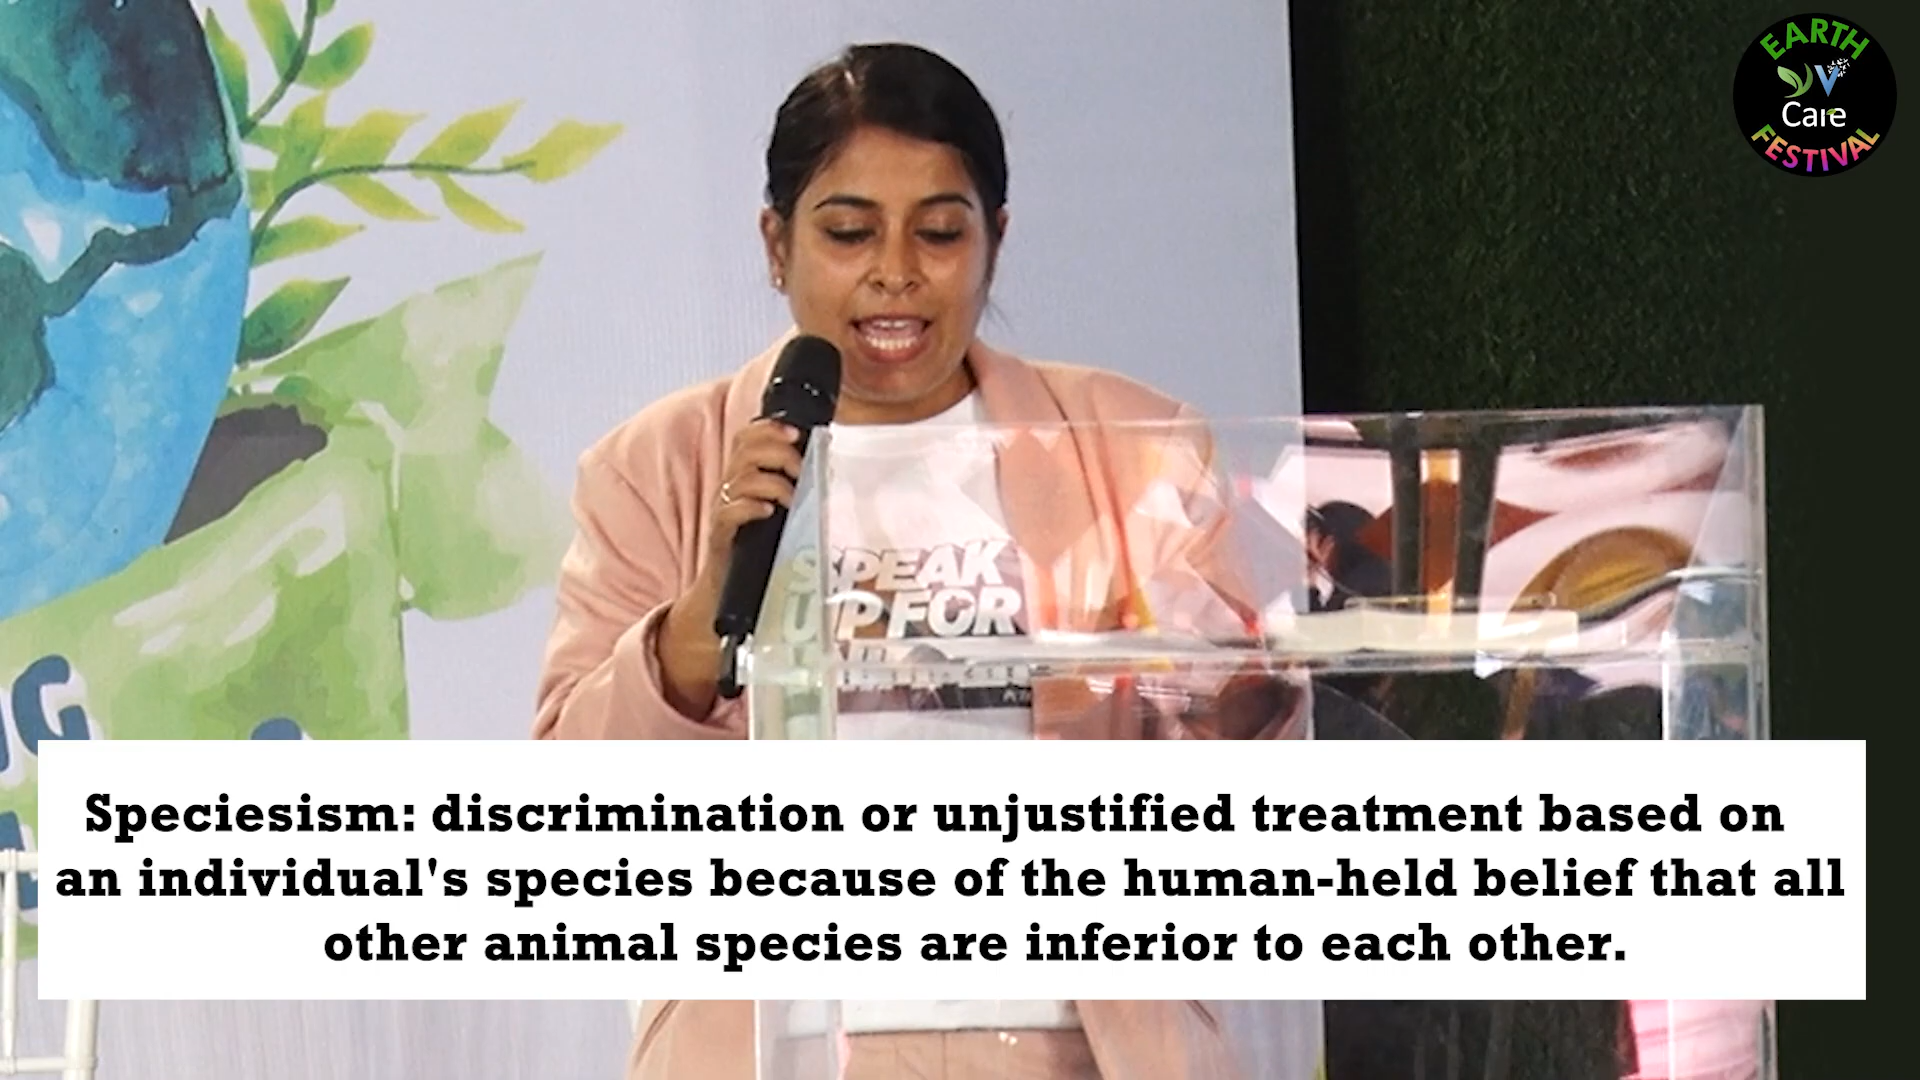 EARTH
V
Care
FESTIVAL
SPEAK
UP FOR
NG
Speciesism: discrimination or unjustified treatment based on
an individual's species because of the human-held belief that all
other animal species are inferior to each other.